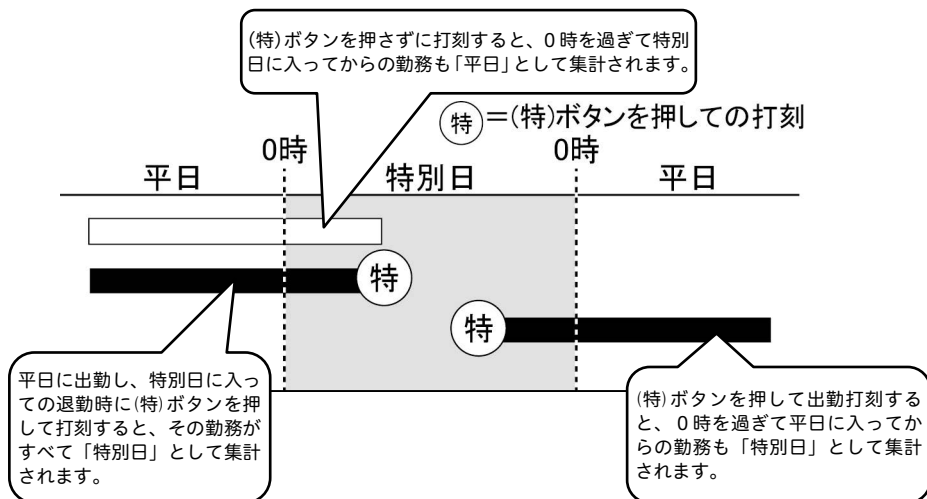 (特)ボタンを押さずに打刻すると、0時を過ぎて特別
日に入ってからの勤務も「平日」として集計されます。
特=(特)ボタンを押しての打刻
0時
0時
平日
特別日
平日
特
特
平日に出勤し、特別日に入っ
ての退勤時に(特)ボタンを押
して打刻すると、その勤務が
すべて「特別日」として集計
されます。
(特)ボタンを押して出勤打刻する
と、0時を過ぎて平日に入ってか
らの勤務も「特別日」として集計
されます。